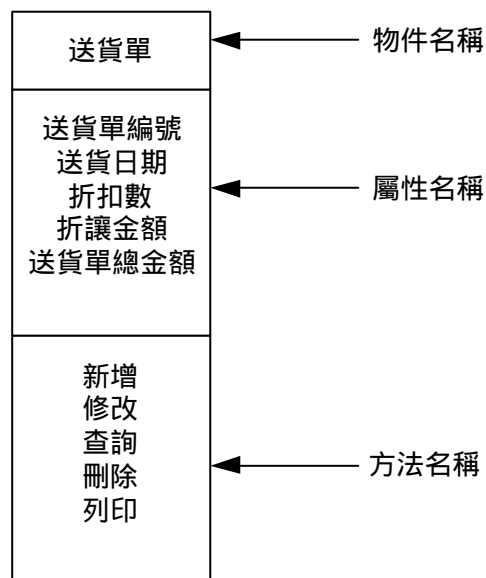 送貨單
物件名稱
送貨單編號
送貨日期
折扣數
折讓金額
送貨單總金額
屬性名稱
新增
修改
查詢
刪除
列印
方法名稱